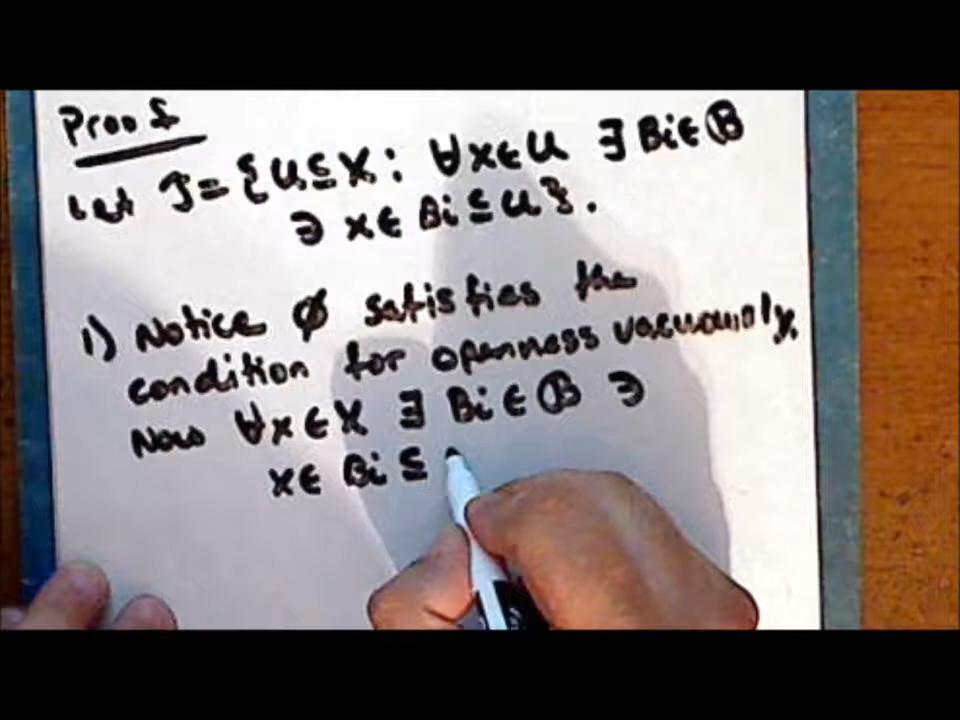 Proof
Let 𝒯 = {U ⊆ X : ∀x∈U ∃ Bi∈𝔹
∋ x∈ Bi ⊆ U}.
1) Notice ∅ satisfies the
condition for openness vacuously.
Now ∀x∈X ∃ Bi∈𝔹 ∋
x∈ Bi ⊆